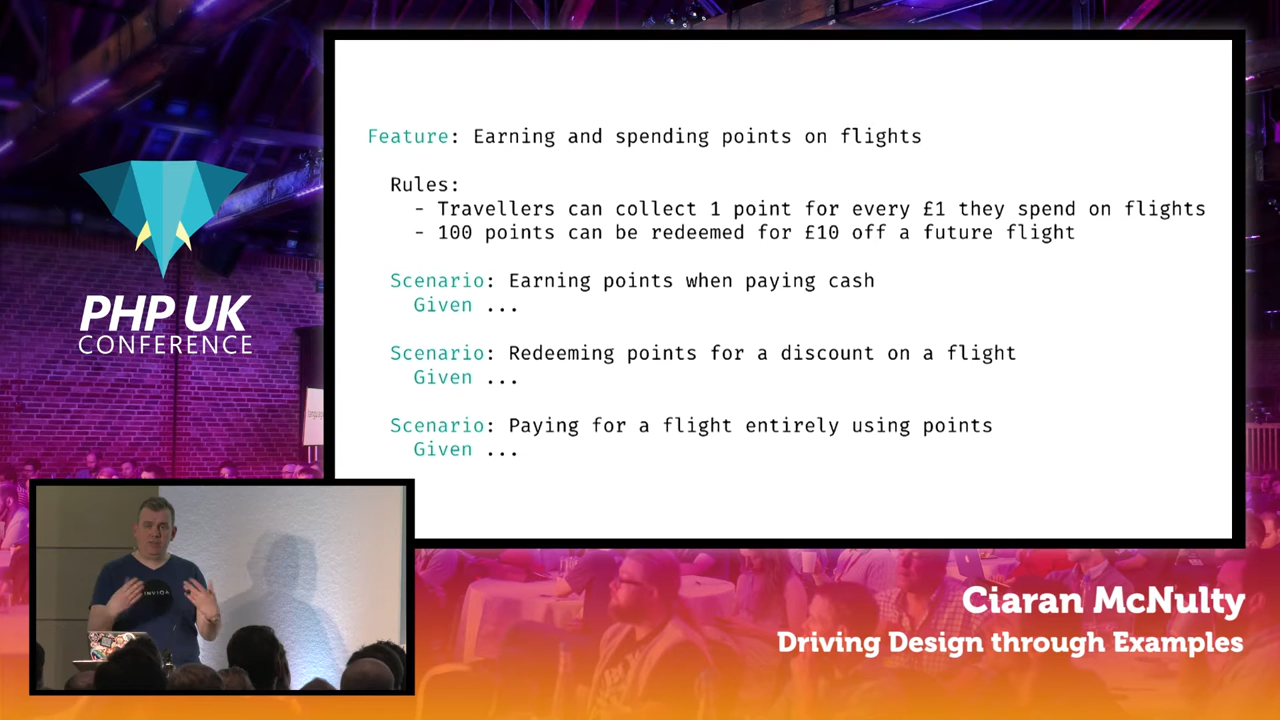 Feature: Earning and spending points on flights
Rules:
- Travellers can collect 1 point for every £1 they spend on flights
- 100 points can be redeemed for £10 off a future flight
Scenario: Earning points when paying cash
Given ...
Scenario: Redeeming points for a discount on a flight
Given ...
Scenario: Paying for a flight entirely using points
Given ...
PHP UK
CONFERENCE
INVIQA
Ciaran McNulty
Driving Design through Examples